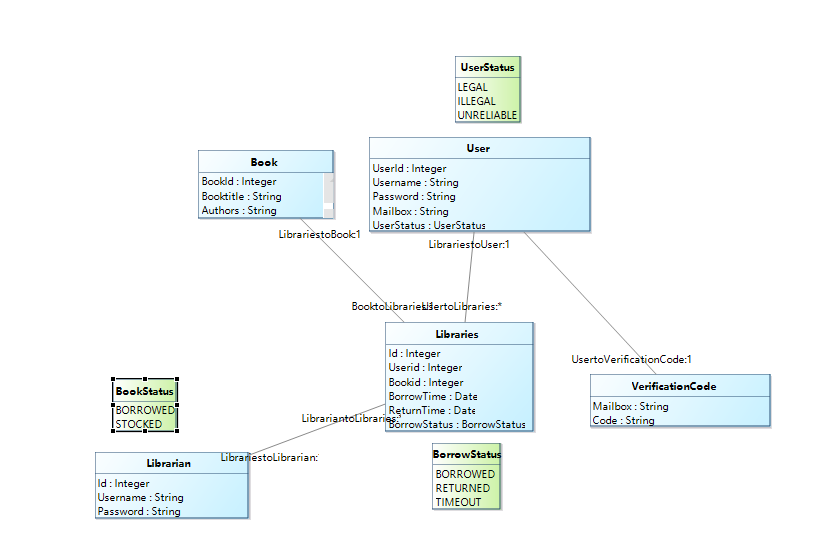 UserStatus
LEGAL
ILLEGAL
UNRELIABLE
User
UserId : Integer
Username : String
Password : String
Mailbox : String
UserStatus : UserStatus
Book
BookId : Integer
Booktitle : String
Authors : String
LibrariestoBook:1
LibrariestoUser:1
BooktoLibraries:1
UsertoLibraries:*
Libraries
Id : Integer
Userid : Integer
Bookid : Integer
BorrowTime : Date
ReturnTime : Date
BorrowStatus : BorrowStatus
UsertoVerificationCode:1
VerificationCode
Mailbox : String
Code : String
BookStatus
BORROWED
STOCKED
LibrariantoLibraries:
LibrariestoLibrarian:
Librarian
Id : Integer
Username : String
Password : String
BorrowStatus
BORROWED
RETURNED
TIMEOUT